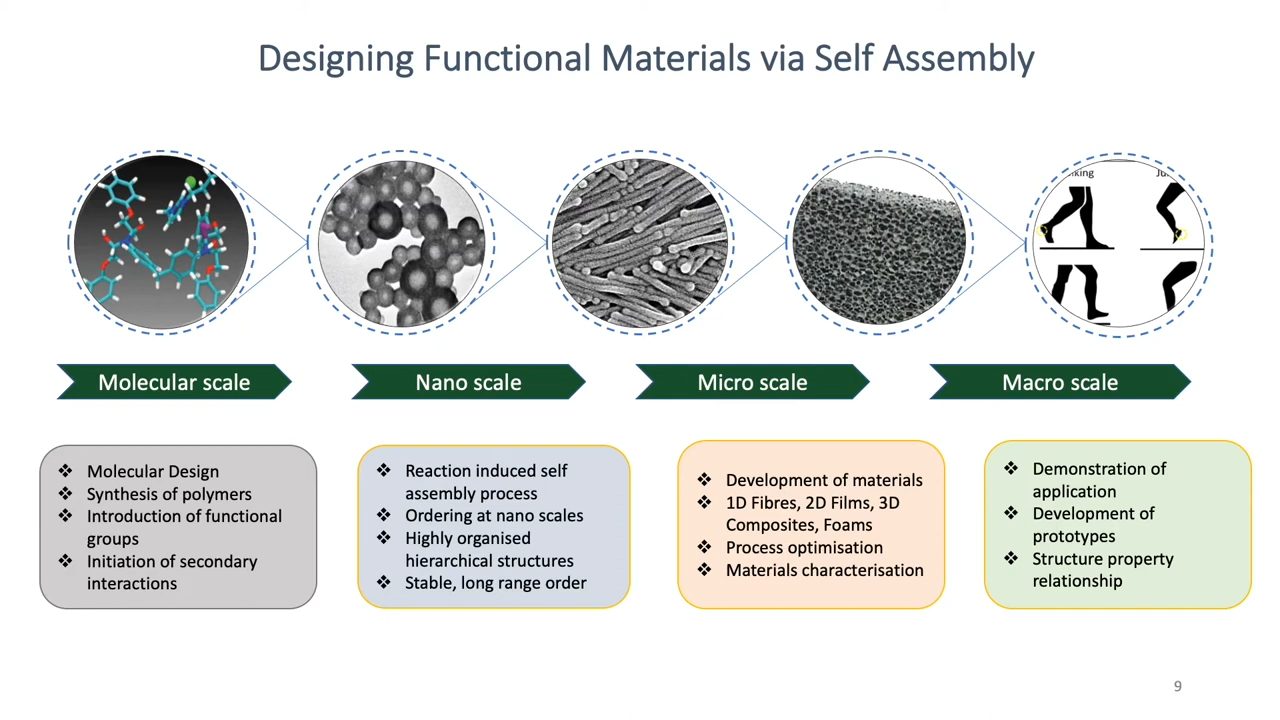 Designing Functional Materials via Self Assembly
Molecular scale
Nano scale
Micro scale
Macro scale
❖ Molecular Design
❖ Synthesis of polymers
❖ Introduction of functional
groups
❖ Initiation of secondary
interactions
❖ Reaction induced self
assembly process
❖ Ordering at nano scales
❖ Highly organised
hierarchical structures
❖ Stable, long range order
❖ Development of materials
❖ 1D Fibres, 2D Films, 3D
Composites, Foams
❖ Process optimisation
❖ Materials characterisation
❖ Demonstration of
application
❖ Development of
prototypes
❖ Structure property
relationship
9